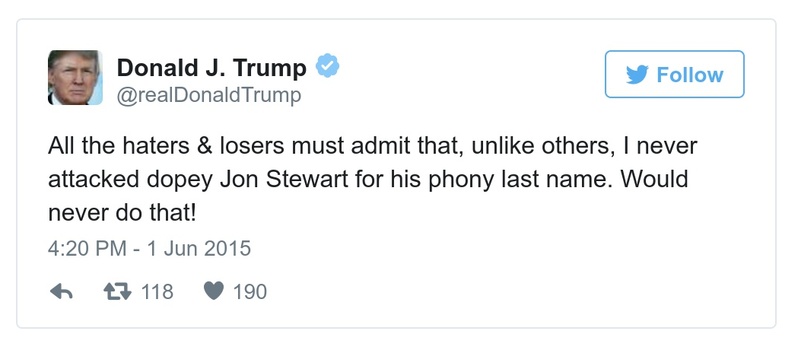 Donald J. Trump
@realDonaldTrump
Follow
All the haters & losers must admit that, unlike others, I never
attacked dopey Jon Stewart for his phony last name. Would
never do that!
4:20 PM - 1 Jun 2015
118 190